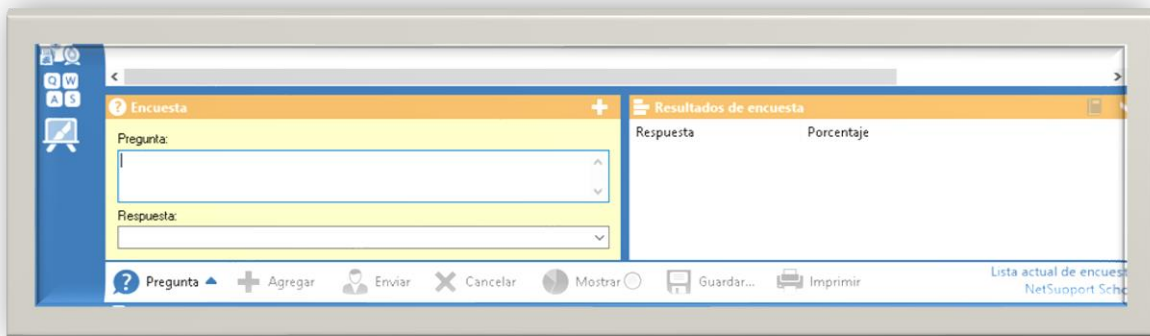 Q W
A S
Encuesta
Resultados de encuesta
Pregunta:
Respuesta
Porcentaje
Respuesta:
Pregunta
Agregar
Enviar
Cancelar
Mostrar
Guardar...
Imprimir
Lista actual de encuest
NetSupport Scho